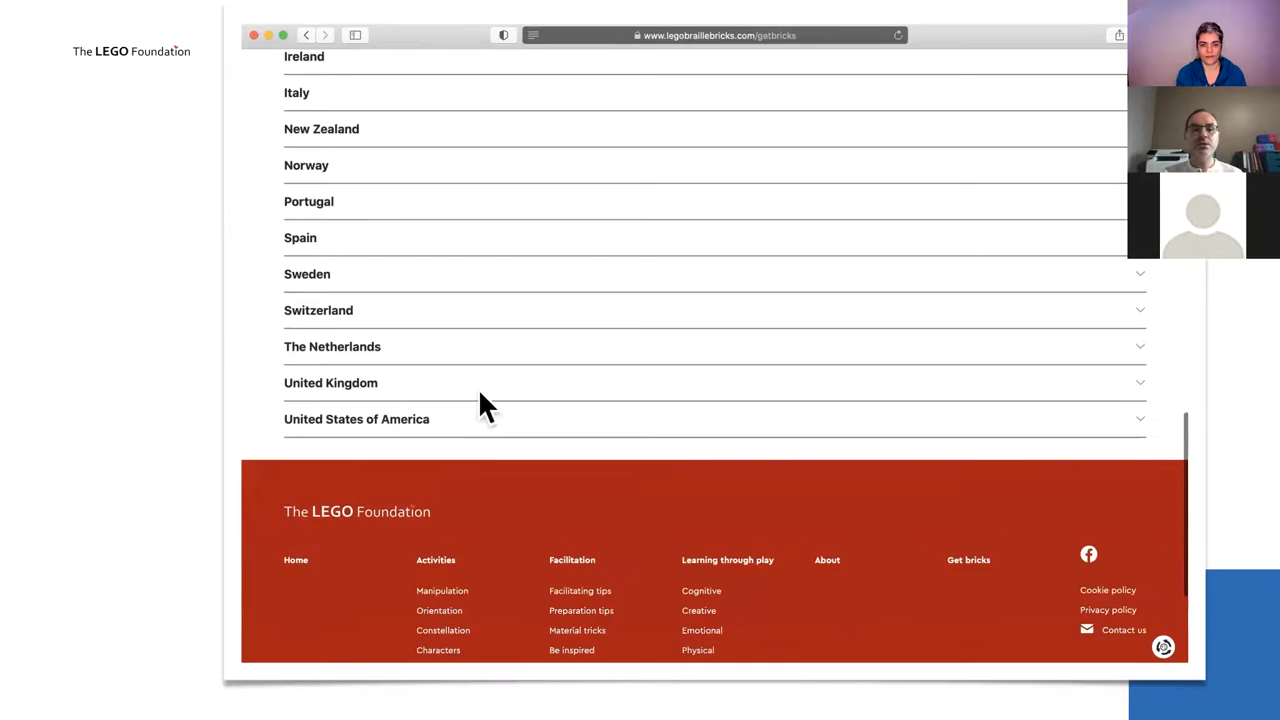 The LEGO Foundation
www.legobraillebricks.com/getbricks
Ireland
Italy
New Zealand
Norway
Portugal
Spain
Sweden
Switzerland
The Netherlands
United Kingdom
United States of America
The LEGO Foundation
Home
Activities
Manipulation
Orientation
Constellation
Characters
Facilitation
Facilitating tips
Preparation tips
Material tricks
Be inspired
Learning through play
Cognitive
Creative
Emotional
Physical
About
Get bricks
Cookie policy
Privacy policy
Contact us